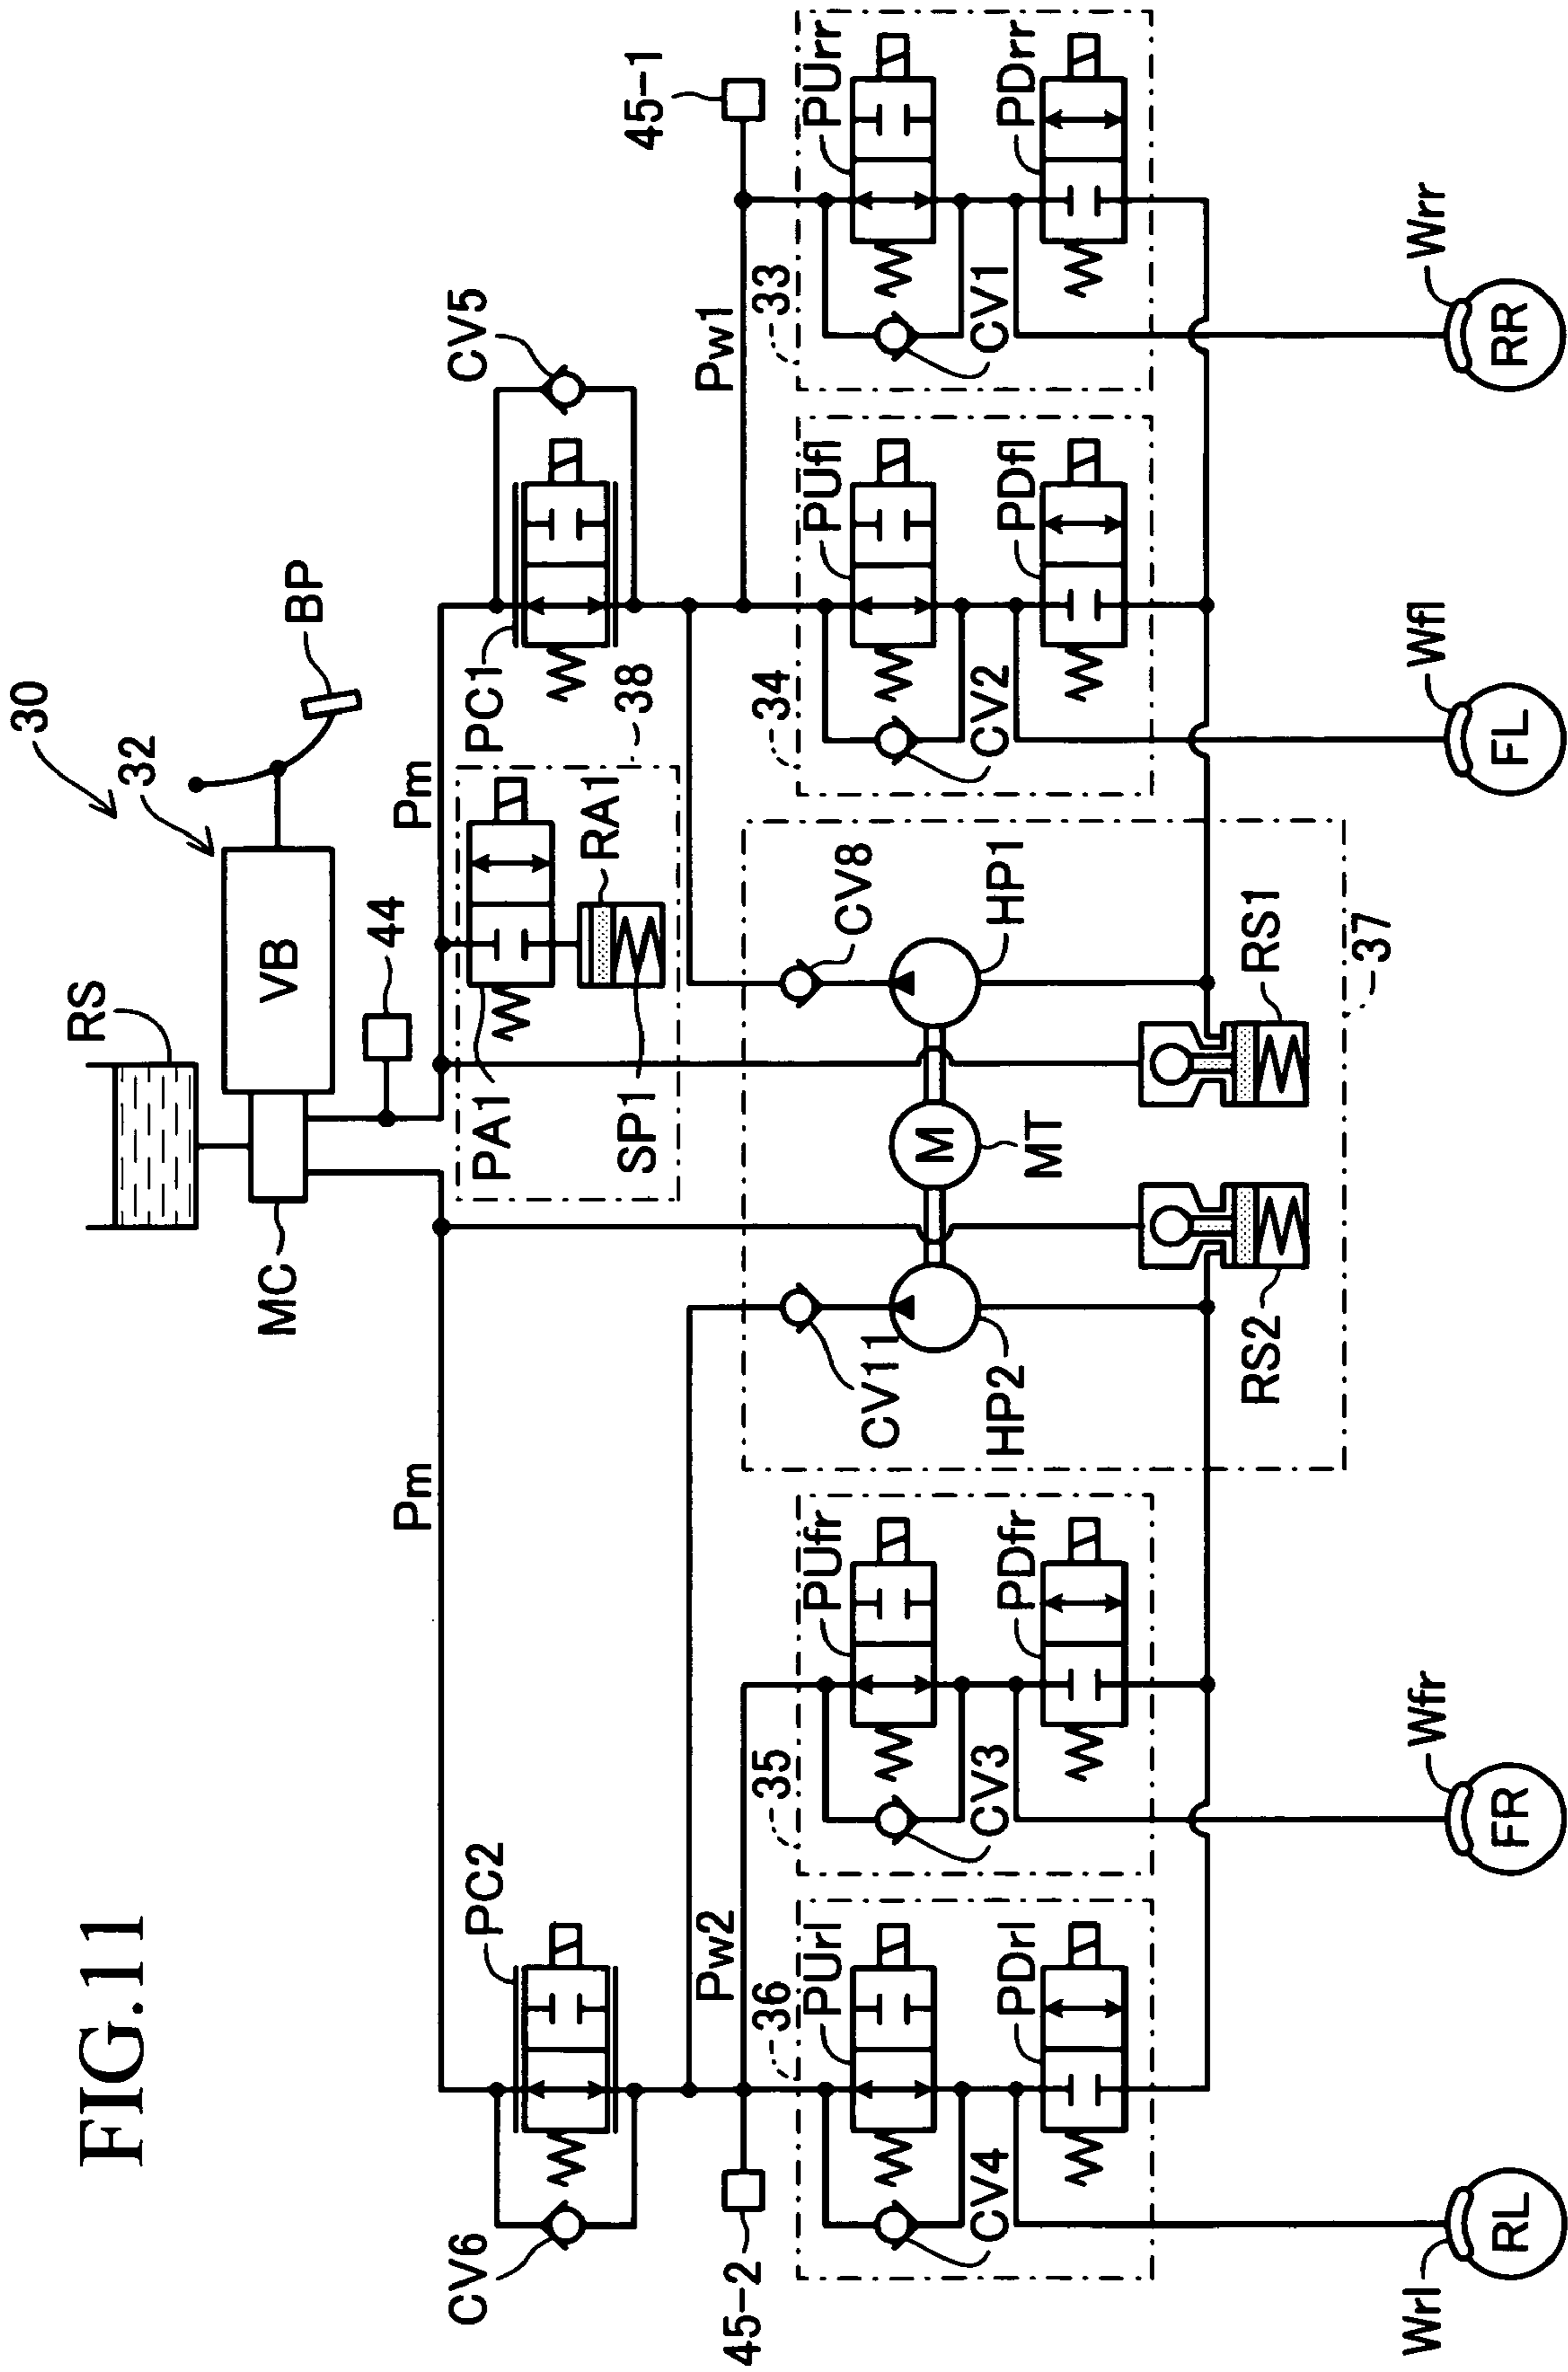 FIG.11
30
32
RS
VB
BP
MC
44
Pm
Pm
PC2
CV6
PA1
RA1
SP1
38
PC1
CV5
45-2
Pw2
Pw1
45-1
36
PUrl
CV4
PDrl
35
PUfr
CV3
PDfr
CV11
HP2
M
MT
CV8
HP1
RS2
RS1
37
34
PUfl
CV2
PDfl
33
PUrr
CV1
PDrr
Wrl
RL
Wfr
FR
Wfl
FL
Wrr
RR